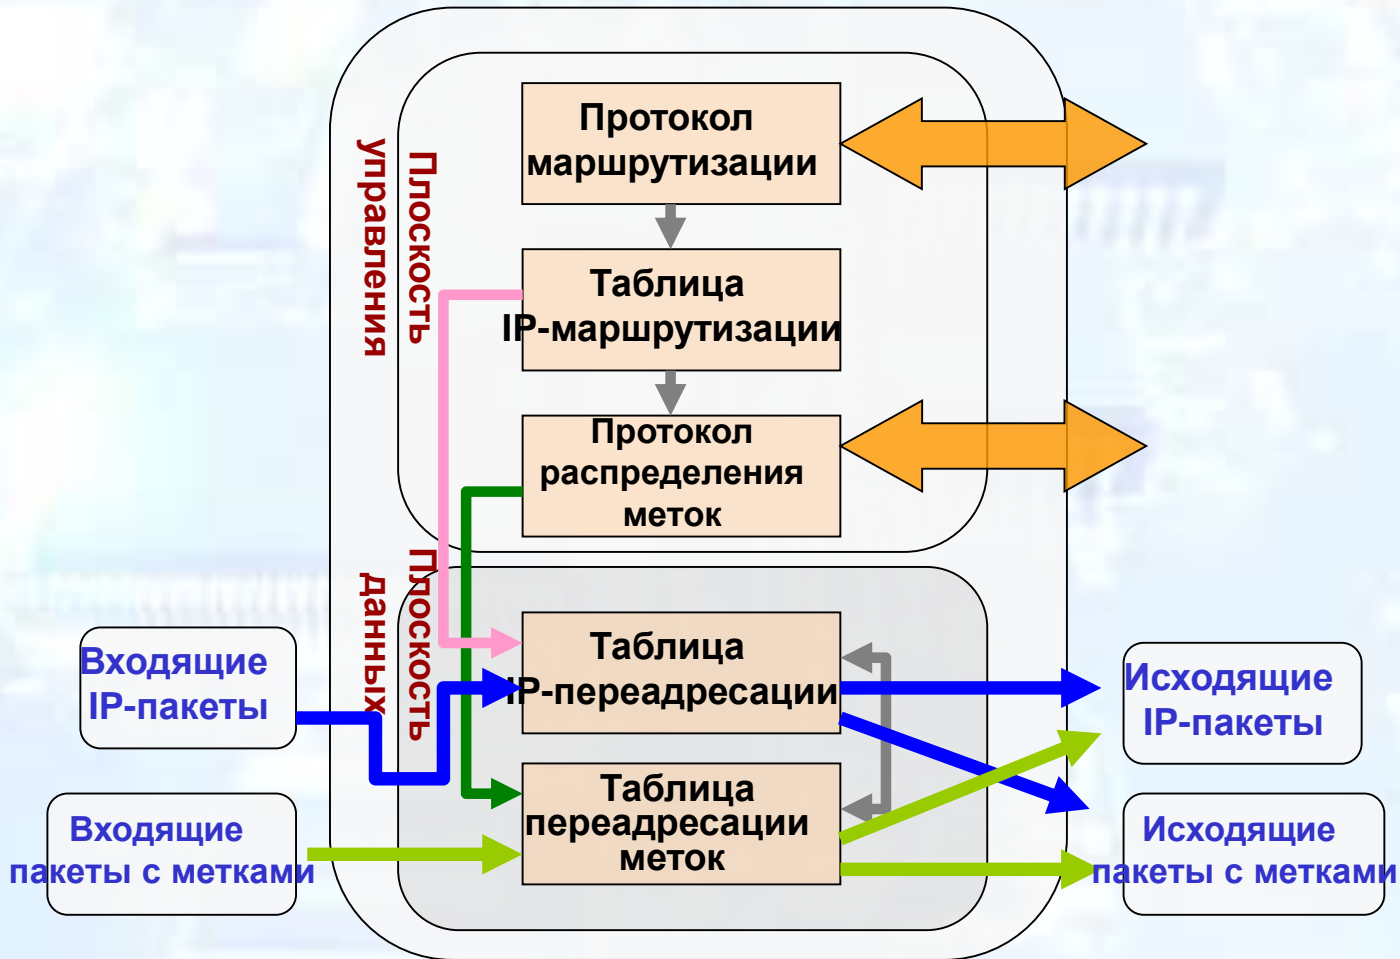 Протокол
маршрутизации
Плоскость
управления
Таблица
IP-маршрутизации
Протокол
распределения
меток
Плоскость
данных
Входящие
IP-пакеты
Таблица
IP-переадресации
Исходящие
IP-пакеты
Входящие
пакеты с метками
Таблица
переадресации
меток
Исходящие
пакеты с метками